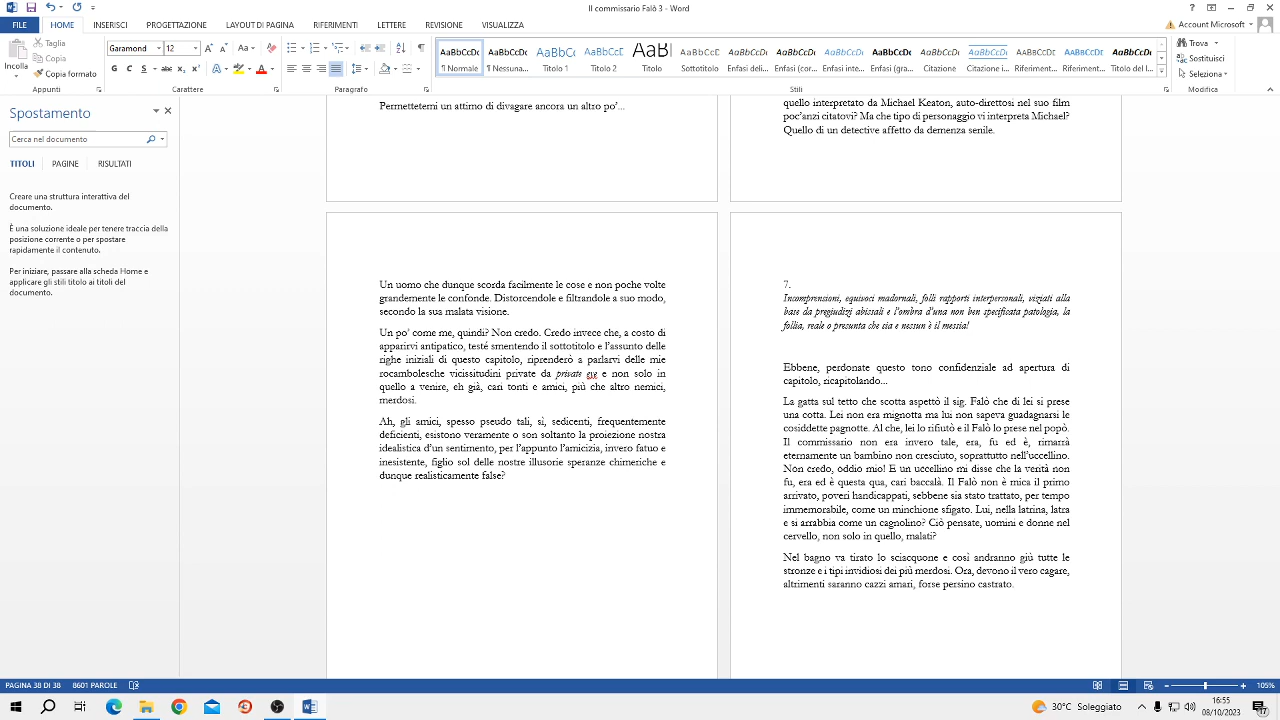 Il commissario Falò 3 - Word
FILE HOME INSERISCI PROGETTAZIONE LAYOUT DI PAGINA RIFERIMENTI LETTERE REVISIONE VISUALIZZA
Account Microsoft
Incolla
Taglia
Copia
Copia formato
Appunti
Garamond 12
Carattere
Paragrafo
AaBbCcDc AaBbCcDc AaBbCc AaBbCcC AaBl AaBbCcC AaBbCcDc AaBbCcDc AaBbCcDc AaBbCcDc AaBbCcDc AaBbCcDc AaBbCcDc AaBbCcDc AaBbCcDc
¶ Normale ¶ Nessuna... Titolo 1 Titolo 2 Titolo Sottotitolo Enfasi deli... Enfasi (cor... Enfasi inte... Enfasi (gra... Citazione Citazione i... Riferiment... Riferiment... Titolo del l...
Stili
Trova
Sostituisci
Seleziona
Modifica
Spostamento
Cerca nel documento
TITOLI PAGINE RISULTATI
Creare una struttura interattiva del
documento.
È una soluzione ideale per tenere traccia della
posizione corrente o per spostare
rapidamente il contenuto.
Per iniziare, passare alla scheda Home e
applicare gli stili titolo ai titoli del
documento.
Permettetemi un attimo di divagare ancora un altro po’...
quello interpretato da Michael Keaton, auto-direttosi nel suo film
poc’anzi citatovi? Ma che tipo di personaggio vi interpreta Michael?
Quello di un detective affetto da demenza senile.
Un uomo che dunque scorda facilmente le cose e non poche volte
grandemente le confonde. Distorcendole e filtrandole a suo modo,
secondo la sua malata visione.
Un po’ come me, quindi? Non credo. Credo invece che, a costo di
apparirvi antipatico, testé smentendo il sottotitolo e l’assunto delle
righe iniziali di questo capitolo, riprenderò a parlarvi delle mie
rocambolesche vicissitudini private da private eye e non solo in
quello a venire, eh già, cari tonti e amici, più che altro nemici,
merdosi.
Ah, gli amici, spesso pseudo tali, sì, sedicenti, frequentemente
deficienti, esistono veramente o son soltanto la proiezione nostra
idealistica d’un sentimento, per l’appunto l’amicizia, invero fatuo e
inesistente, figlio sol delle nostre illusorie speranze chimeriche e
dunque realisticamente false?
7.
Incomprensioni, equivoci madornali, folli rapporti interpersonali, viziati alla
base da pregiudizi abissali e l’ombra d’una non ben specificata patologia, la
follia, reale o presunta che sia e nessun è il messia!
Ebbene, perdonate questo tono confidenziale ad apertura di
capitolo, ricapitolando...
La gatta sul tetto che scotta aspettò il sig. Falò che di lei si prese
una cotta. Lei non era mignotta ma lui non sapeva guadagnarsi le
cosiddette pagnotte. Al che, lei lo rifiutò e il Falò lo prese nel popò.
Il commissario non era invero tale, era, fu ed è, rimarrà
eternamente un bambino non cresciuto, soprattutto nell’uccellino.
Non credo, oddio mio! E un uccellino mi disse che la verità non
fu, era ed è questa qua, cari baccalà. Il Falò non è mica il primo
arrivato, poveri handicappati, sebbene sia stato trattato, per tempo
immemorabile, come un minchione sfigato. Lui, nella latrina, latra
e si arrabbia come un cagnolino? Ciò pensate, uomini e donne nel
cervello, non solo in quello, malati?
Nel bagno va tirato lo sciacquone e così andranno giù tutte le
stronze e i tipi invidiosi dei più merdosi. Ora, devono il vero cagare,
altrimenti saranno cazzi amari, forse persino castrato.
PAGINA 38 DI 38 8601 PAROLE 105%
30°C Soleggiato
16:55
08/10/2023